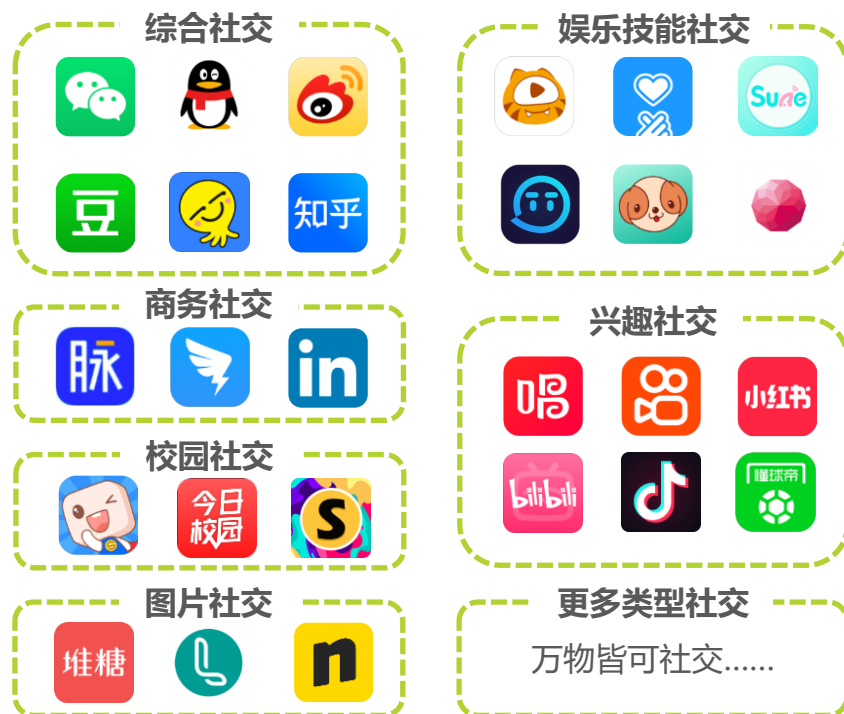 综合社交
豆
知乎
商务社交
脉
in
校园社交
今日
校园
S
图片社交
堆糖
n
娱乐技能社交
Sune
兴趣社交
唱
小红书
bilibili
懂球帝
更多类型社交
万物皆可社交......